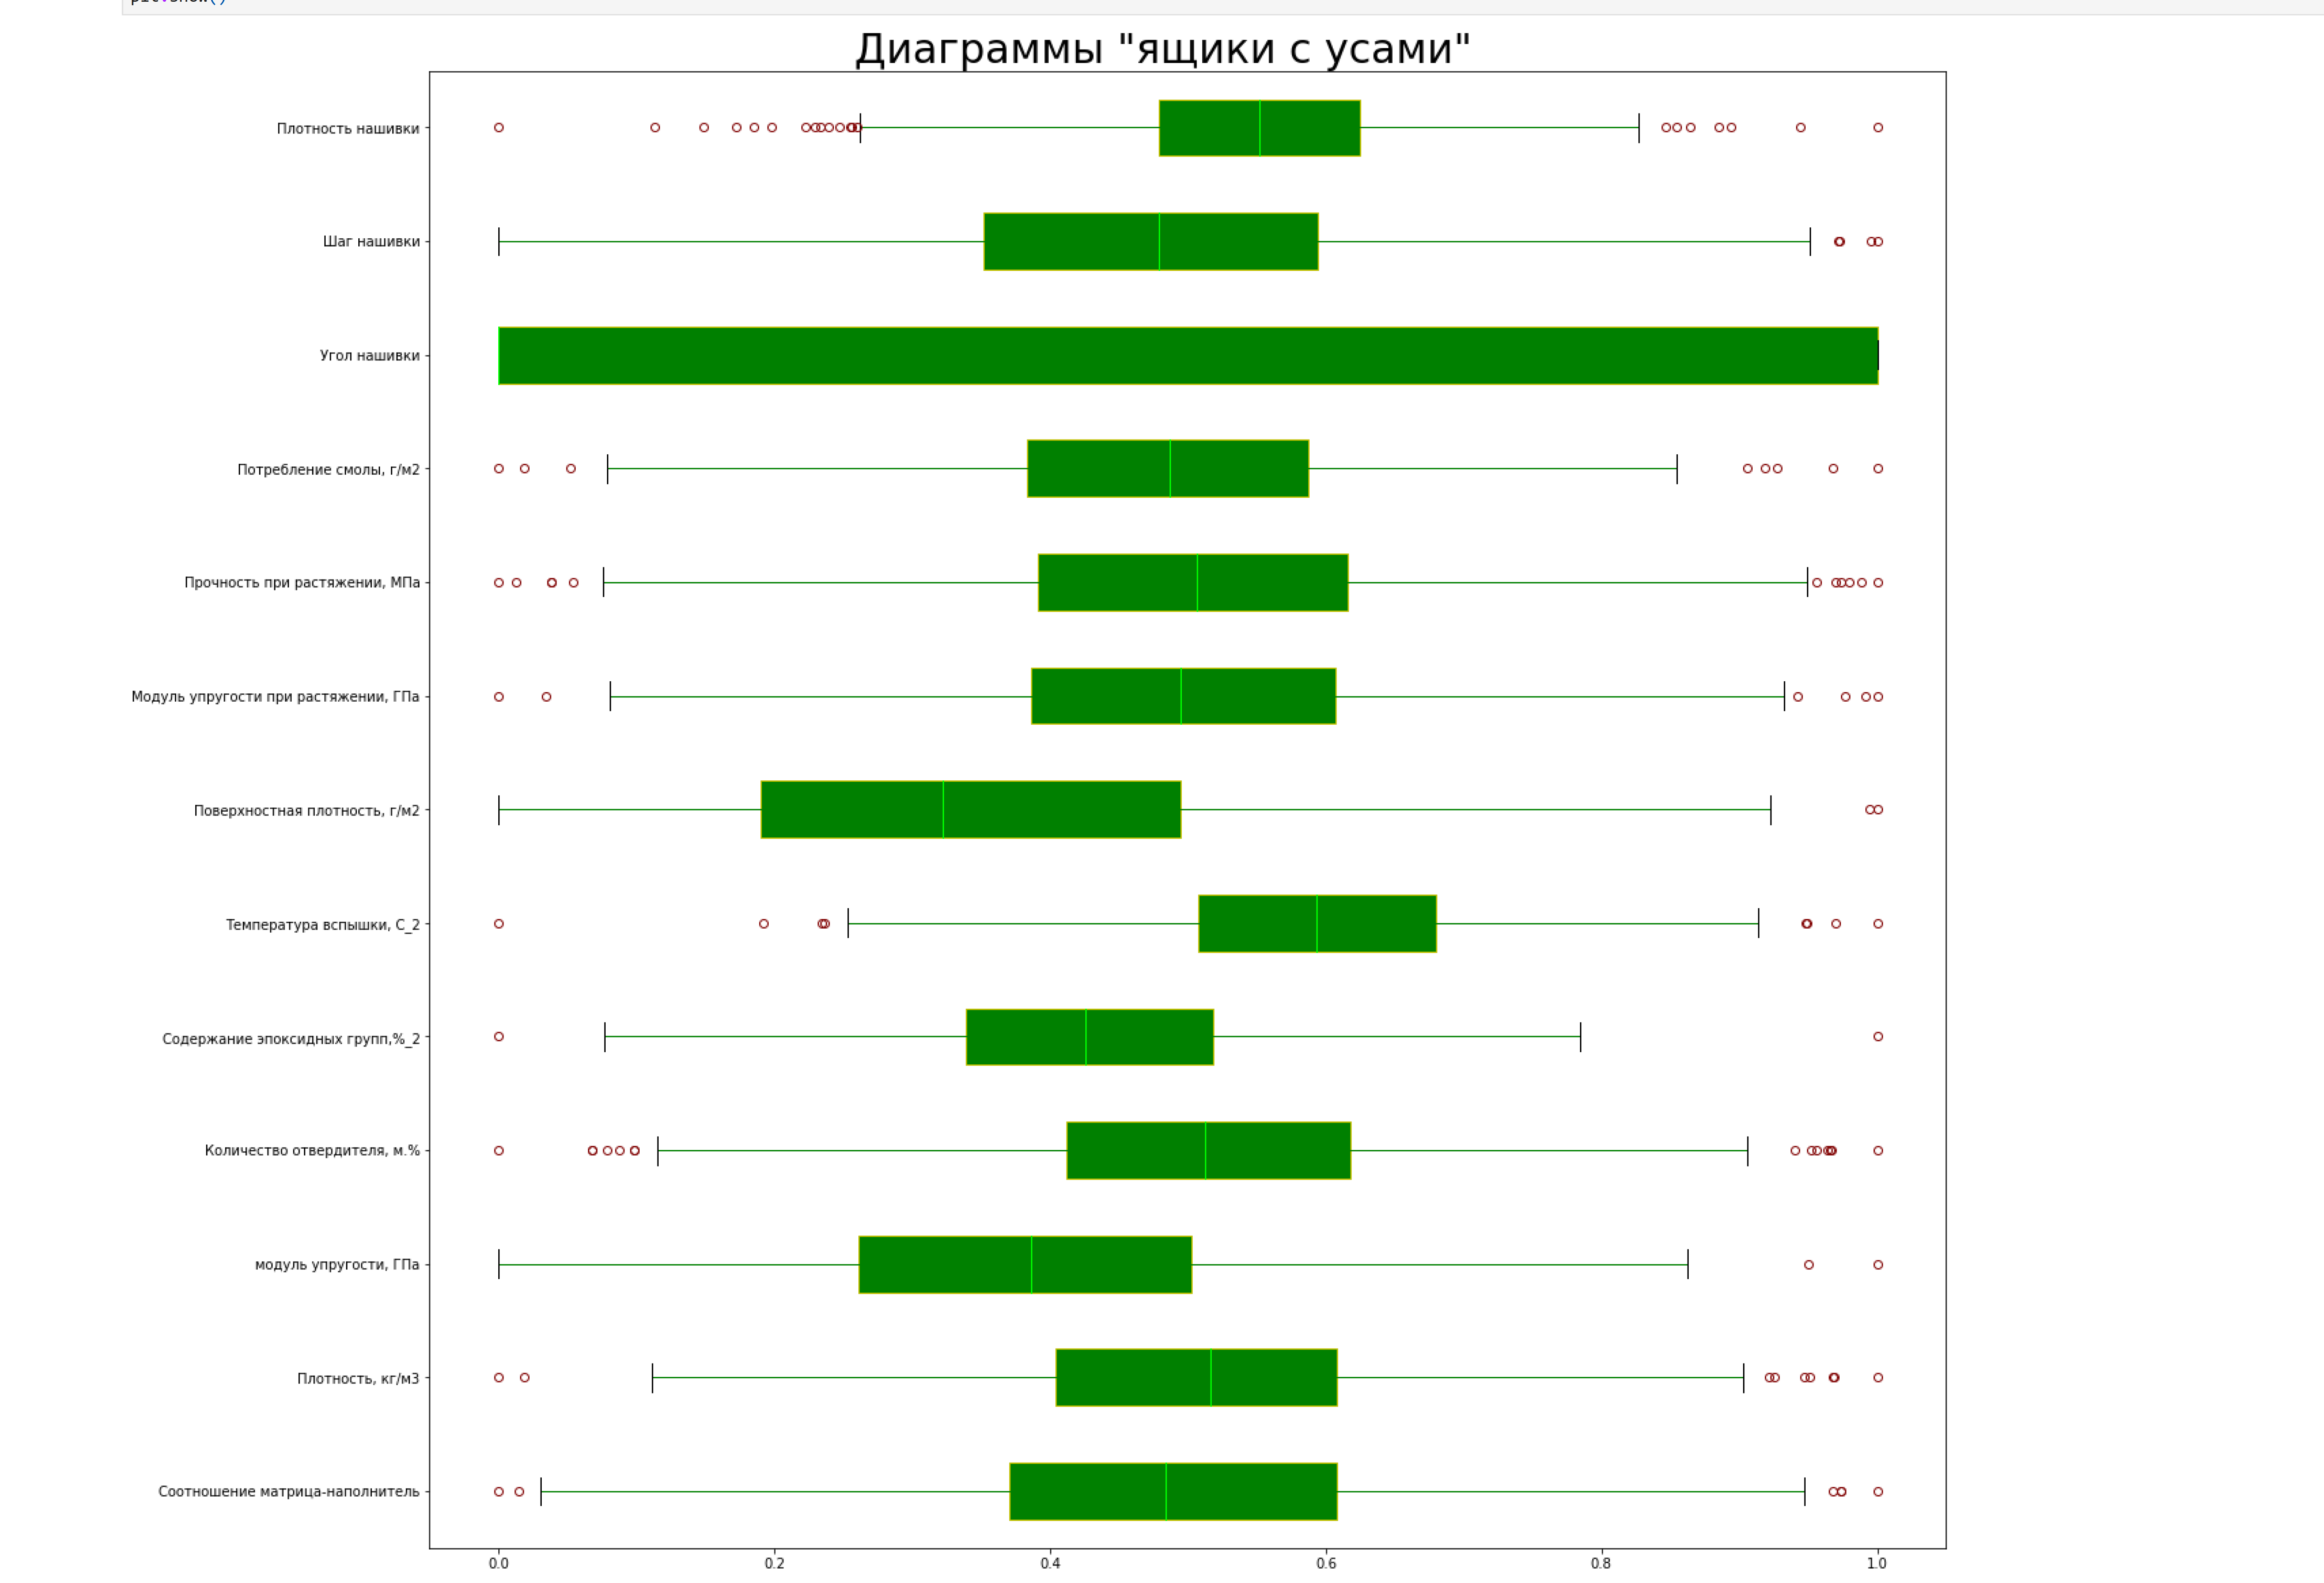 Диаграммы "ящики с усами"
Плотность нашивки
Шаг нашивки
Угол нашивки
Потребление смолы, г/м2
Прочность при растяжении, МПа
Модуль упругости при растяжении, ГПа
Поверхностная плотность, г/м2
Температура вспышки, С_2
Содержание эпоксидных групп,%_2
Количество отвердителя, м.%
модуль упругости, ГПа
Плотность, кг/м3
Соотношение матрица-наполнитель
0.0 0.2 0.4 0.6 0.8 1.0